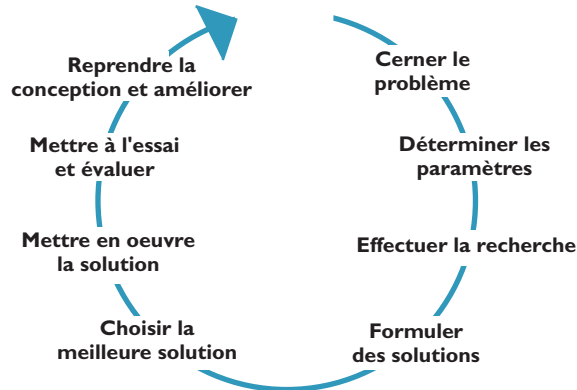 Cerner le
problème
Déterminer les
paramètres
Effectuer la recherche
Formuler
des solutions
Choisir la
meilleure solution
Mettre en oeuvre
la solution
Mettre à l'essai
et évaluer
Reprendre la
conception et améliorer